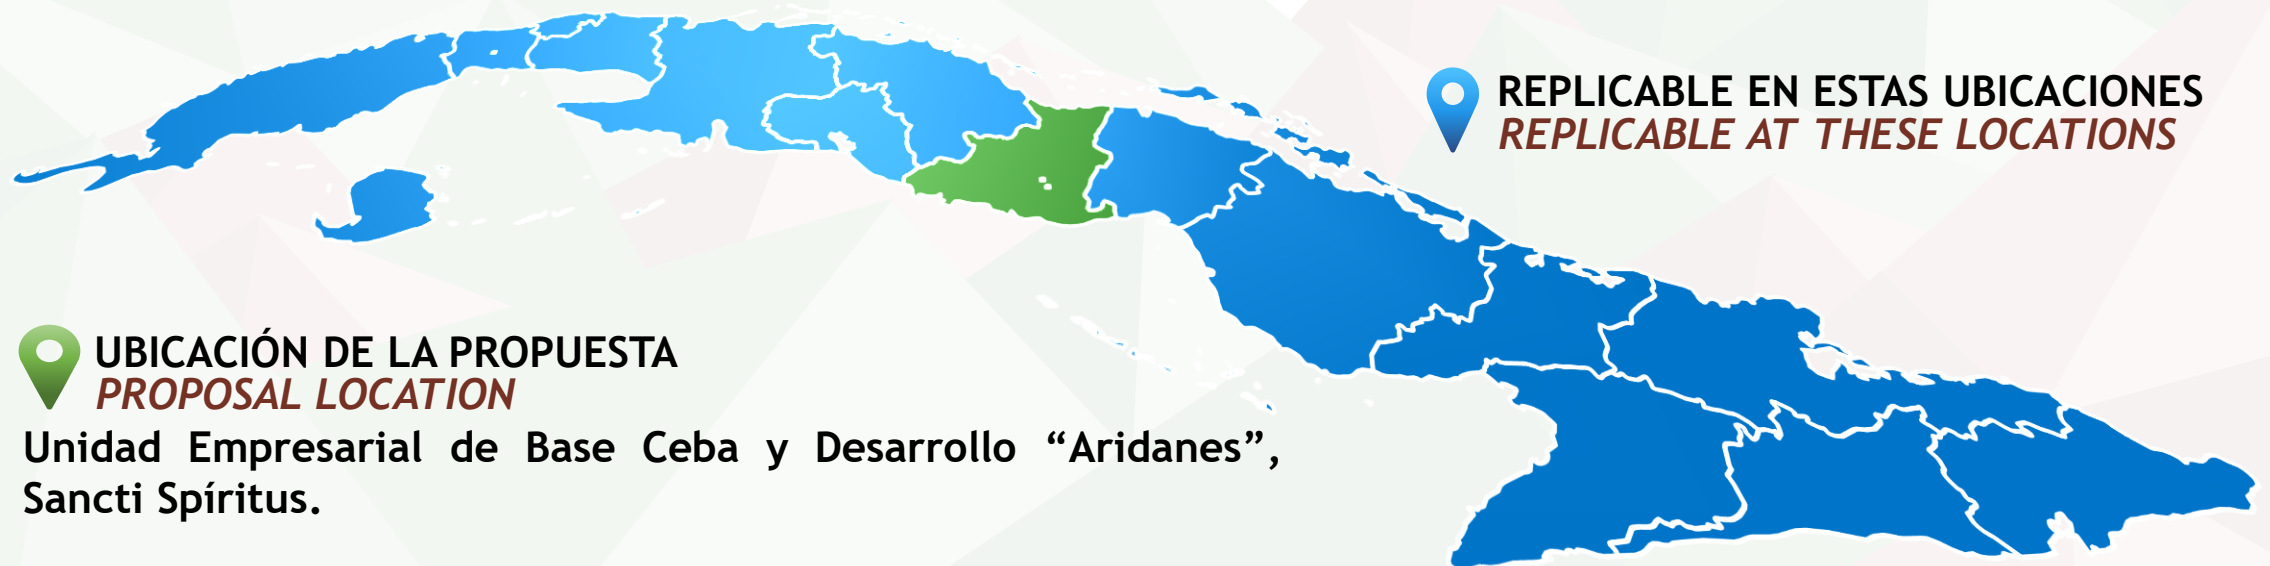 REPLICABLE EN ESTAS UBICACIONES
REPLICABLE AT THESE LOCATIONS
UBICACIÓN DE LA PROPUESTA
PROPOSAL LOCATION
Unidad Empresarial de Base Ceba y Desarrollo “Aridanes”,
Sancti Spíritus.